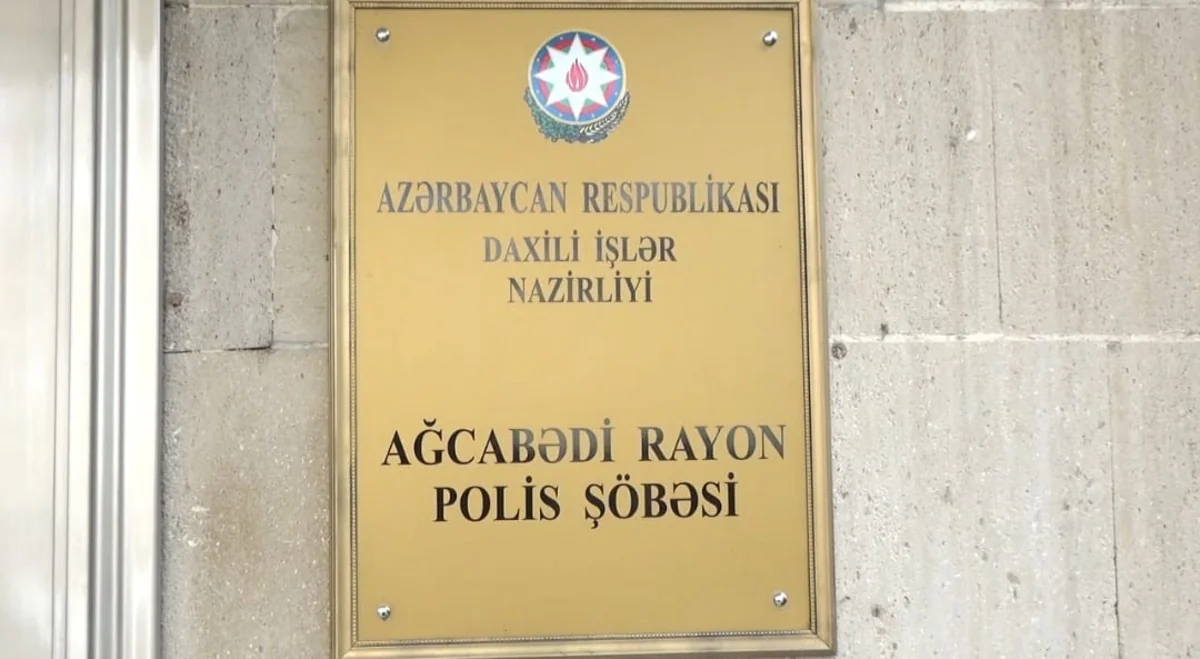 AZƏRBAYCAN RESPUBLİKASI
DAXİLİ İŞLƏR
NAZİRLİYİ
AĞCABƏDİ RAYON
POLİS ŞÖBƏSİ